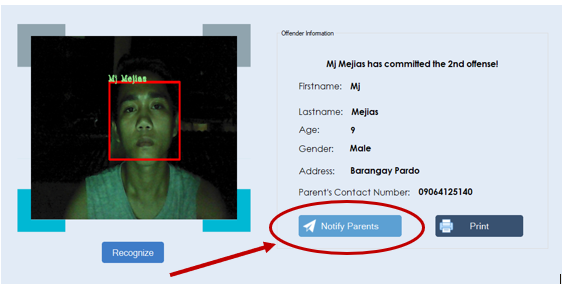 Mj Mejias
Recognize
Offender Information
Mj Mejias has committed the 2nd offense!
Firstname: Mj
Lastname: Mejias
Age: 9
Gender: Male
Address: Barangay Pardo
Parent's Contact Number: 09064125140
Notify Parents
Print